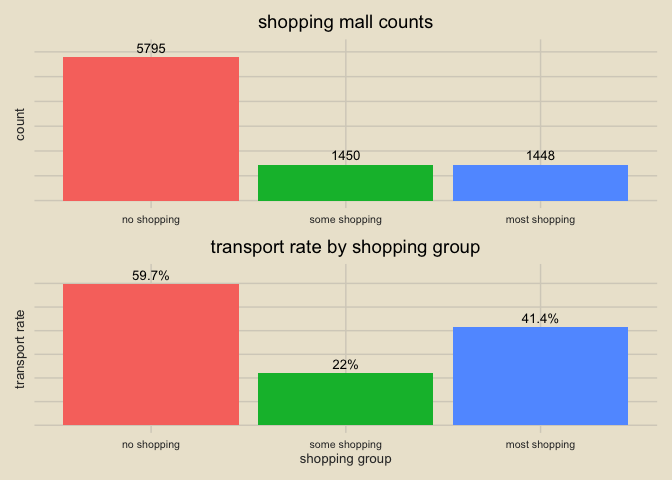 shopping mall counts
5795
1450
1448
count
no shopping
some shopping
most shopping
transport rate by shopping group
59.7%
22%
41.4%
transport rate
no shopping
some shopping
most shopping
shopping group